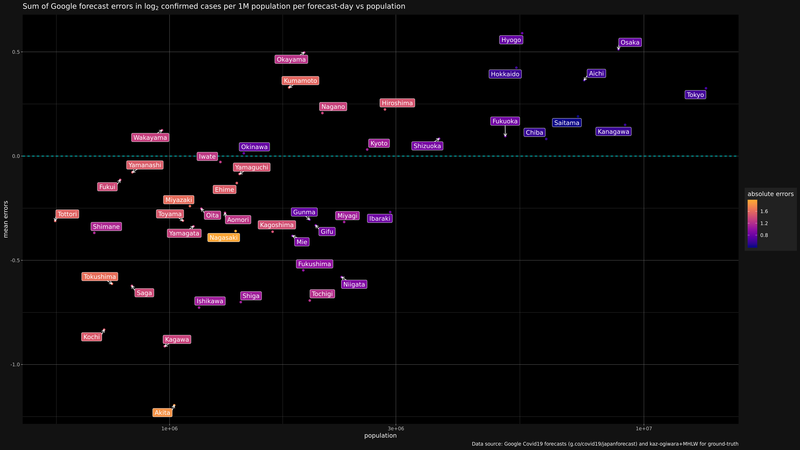 Sum of Google forecast errors in log₂ confirmed cases per 1M population per forecast-day vs population
Hyogo
Osaka
0.5
Okayama
Hokkaido
Aichi
Kumamoto
Tokyo
Nagano
Hiroshima
Fukuoka
Saitama
Chiba
Kanagawa
Wakayama
Kyoto
Shizuoka
Okinawa
0.0
Iwate
Yamanashi
Yamaguchi
Fukui
Ehime
Miyazaki
absolute errors
1.6
1.2
0.8
mean errors
Tottori
Toyama
Oita
Aomori
Gunma
Miyagi
Ibaraki
Shimane
Kagoshima
Yamagata
Nagasaki
Gifu
Mie
-0.5
Fukushima
Tokushima
Niigata
Saga
Shiga
Tochigi
Ishikawa
Kochi
Kagawa
-1.0
Akita
1e+06
3e+06
1e+07
population
Data source: Google Covid19 forecasts (g.co/covid19/japanforecast) and kaz-ogiwara+MHLW for ground-truth